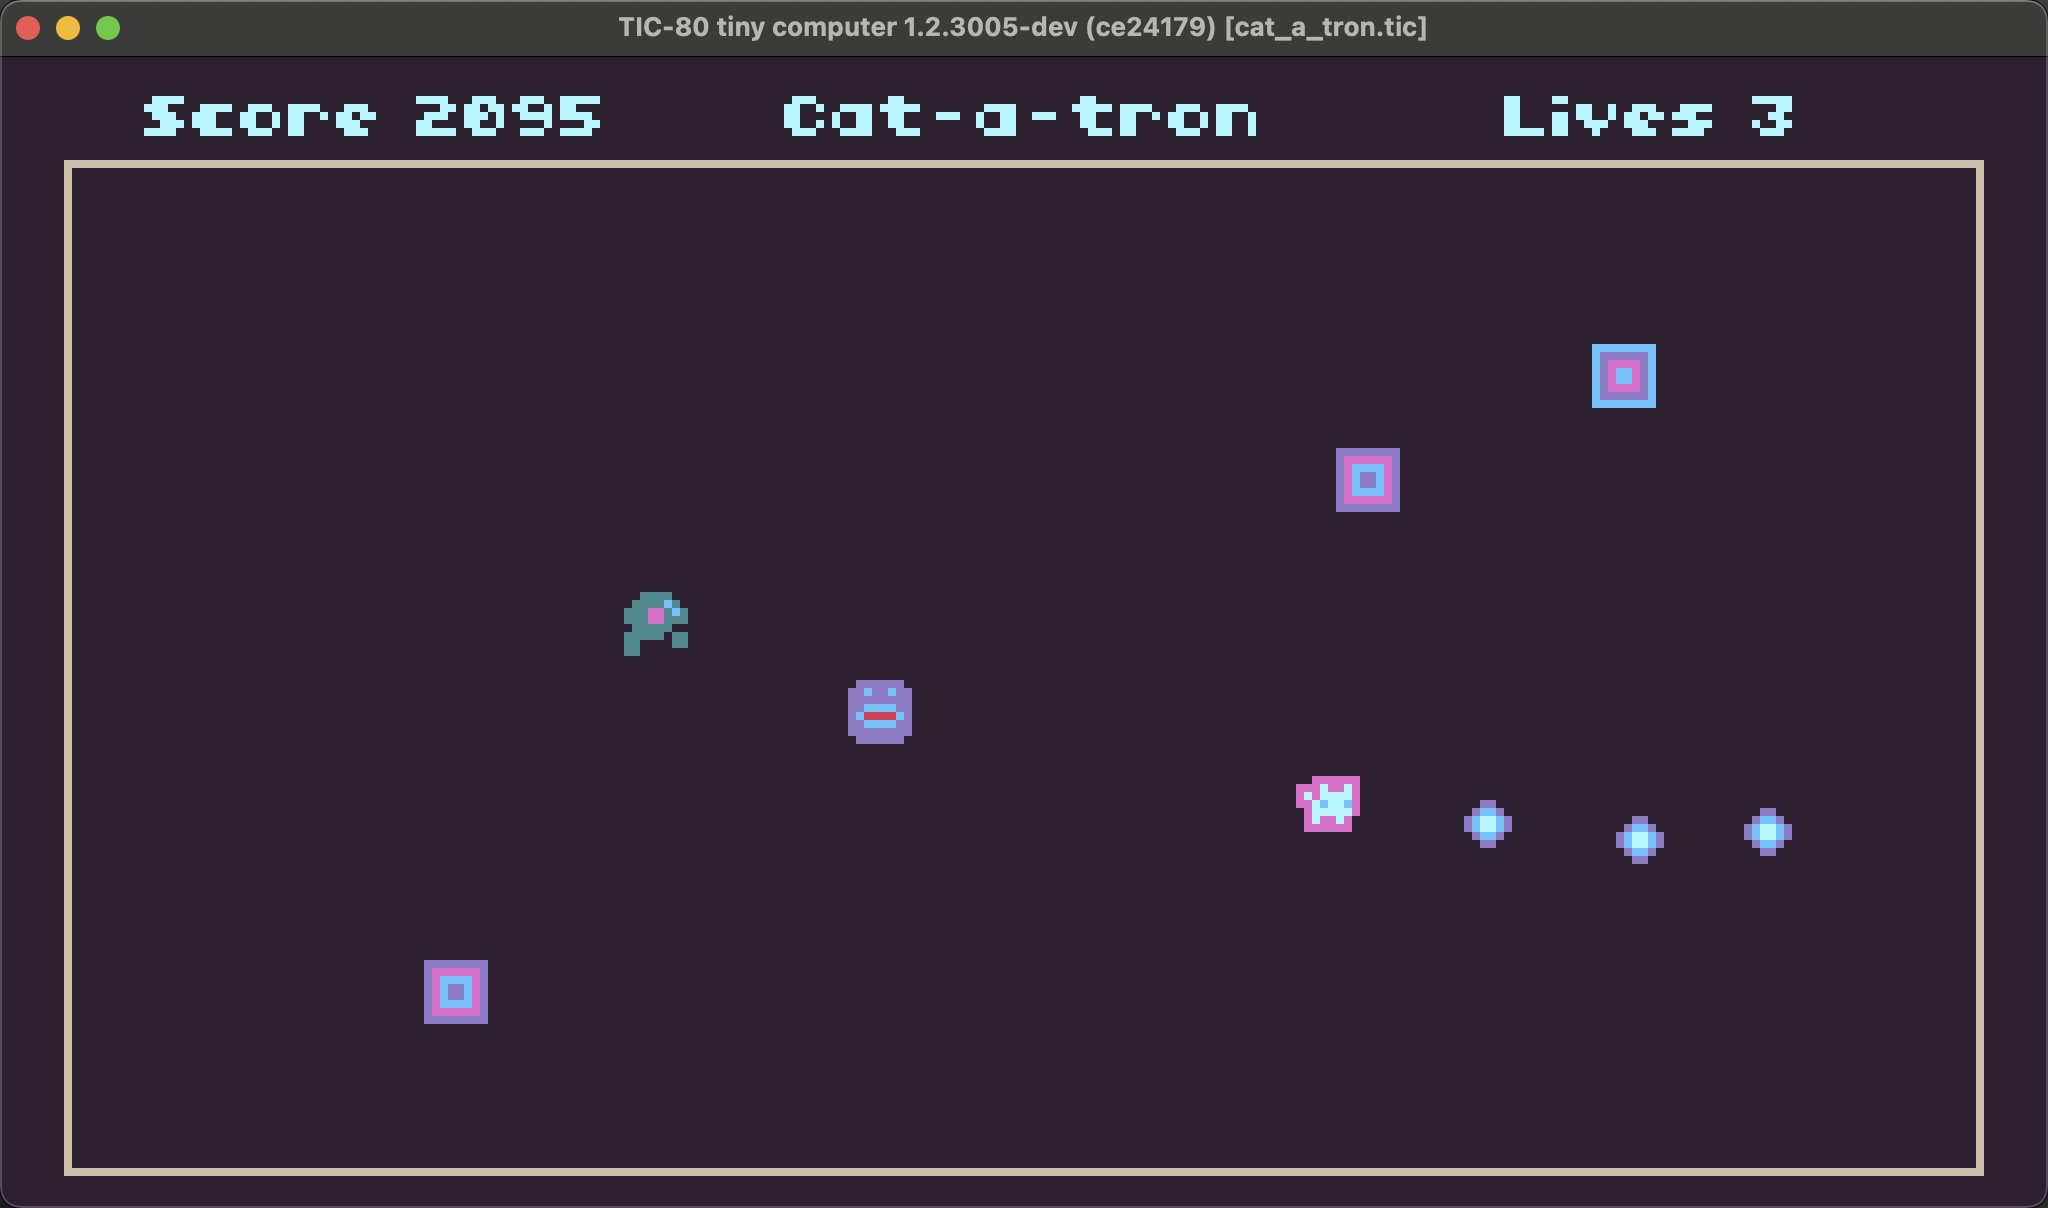 TIC-80 tiny computer 1.2.3005-dev (ce24179) [cat_a_tron.tic]
Score 2095 Cat-a-tron Lives 3